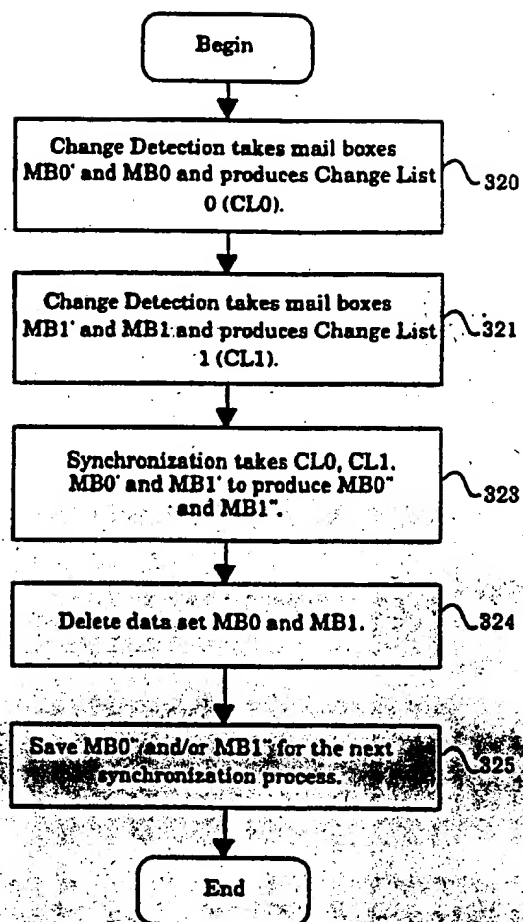 Begin
Change Detection takes mail boxes
MB0' and MB0 and produces Change List
0 (CL0).
320
Change Detection takes mail boxes
MB1' and MB1 and produces Change List
1 (CL1).
321
Synchronization takes CL0, CL1.
MB0' and MB1' to produce MB0"
and MB1".
323
Delete data set MB0 and MB1.
324
Save MB0" and/or MB1" for the next
synchronization process.
325
End